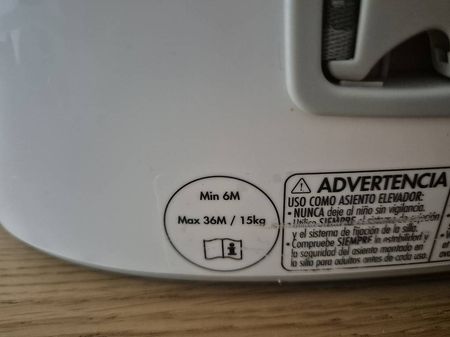 Min 6M
Max 36M / 15kg
ADVERTENCIA
USO COMO ASIENTO ELEVADOR:
• NUNCA deje al niño sin vigilancia.
• Utilice SIEMPRE el sistema de sujeción
y el sistema de fijación de la silla.
• Compruebe SIEMPRE la estabilidad y
la seguridad del asiento montado en
la silla para adultos antes de cada uso.